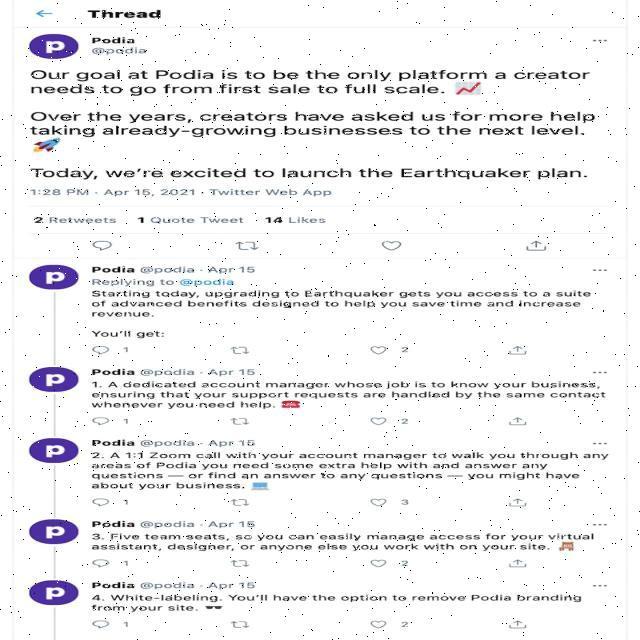 Thread
Podia
@podia
Our goal at Podia is to be the only platform a creator
needs to go from first sale to full scale. 📈
Over the years, creators have asked us for more help
taking already-growing businesses to the next level.
🚀
Today, we're excited to launch the Earthquaker plan.
1:28 PM · Apr 15, 2021 · Twitter Web App
2 Retweets 1 Quote Tweet 14 Likes
Podia @podia · Apr 15
Replying to @podia
Starting today, upgrading to Earthquaker gets you access to a suite
of advanced benefits designed to help you save time and increase
revenue.
You'll get:
1 2
Podia @podia · Apr 15
1. A dedicated account manager whose job is to know your business,
ensuring that your support requests are handled by the same contact
whenever you need help. ☎️
1 2
Podia @podia · Apr 15
2. A 1:1 Zoom call with your account manager to walk you through any
areas of Podia you need some extra help with and answer any
questions — or find an answer to any questions — you might have
about your business. 💻
1 3
Podia @podia · Apr 15
3. Five team seats, so you can easily manage access for your virtual
assistant, designer, or anyone else you work with on your site. 🪑
1 2
Podia @podia · Apr 15
4. White-labeling. You'll have the option to remove Podia branding
from your site. 🕶️
1 2